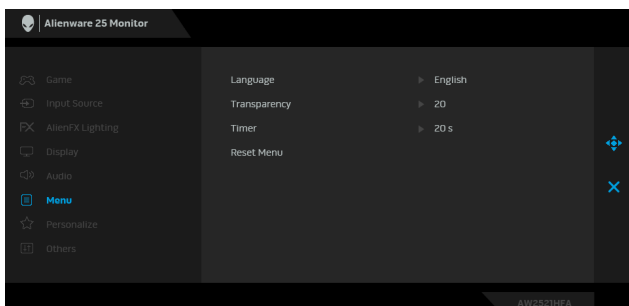 Alienware 25 Monitor
Game
Input Source
FX AlienFX Lighting
Display
Audio
Menu
Personalize
Others
Language English
Transparency 20
Timer 20 s
Reset Menu
AW2521HFA